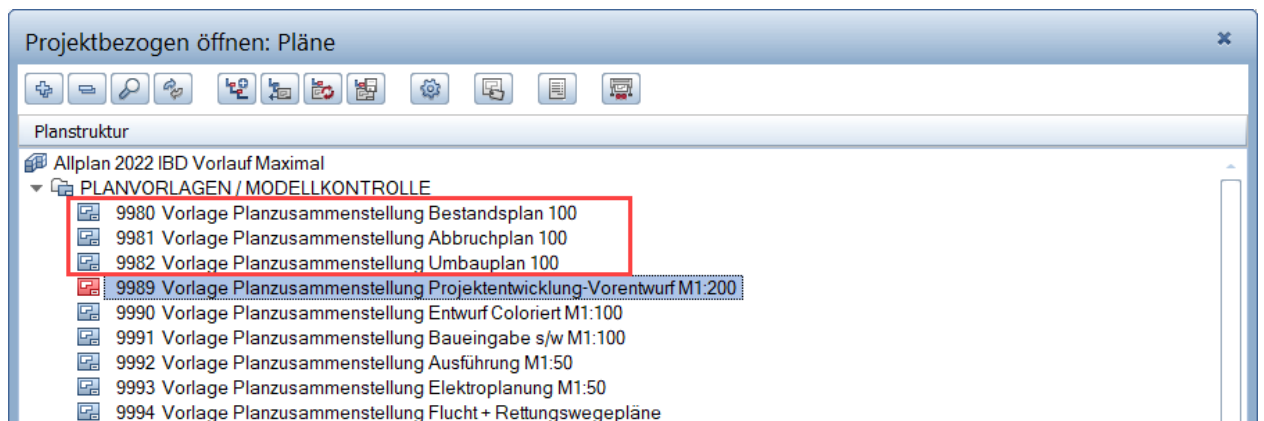 Projektbezogen öffnen: Pläne
Planstruktur
Allplan 2022 IBD Vorlauf Maximal
PLANVORLAGEN / MODELLKONTROLLE
9980 Vorlage Planzusammenstellung Bestandsplan 100
9981 Vorlage Planzusammenstellung Abbruchplan 100
9982 Vorlage Planzusammenstellung Umbauplan 100
9989 Vorlage Planzusammenstellung Projektentwicklung-Vorentwurf M1:200
9990 Vorlage Planzusammenstellung Entwurf Coloriert M1:100
9991 Vorlage Planzusammenstellung Baueingabe s/w M1:100
9992 Vorlage Planzusammenstellung Ausführung M1:50
9993 Vorlage Planzusammenstellung Elektroplanung M1:50
9994 Vorlage Planzusammenstellung Flucht + Rettungswegepläne